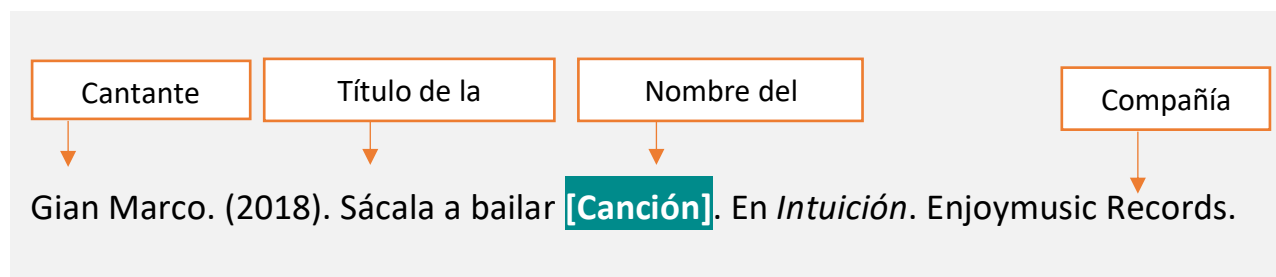 Cantante Título de la Nombre del Compañía
Gian Marco. (2018). Sácala a bailar [Canción]. En Intuición. Enjoymusic Records.